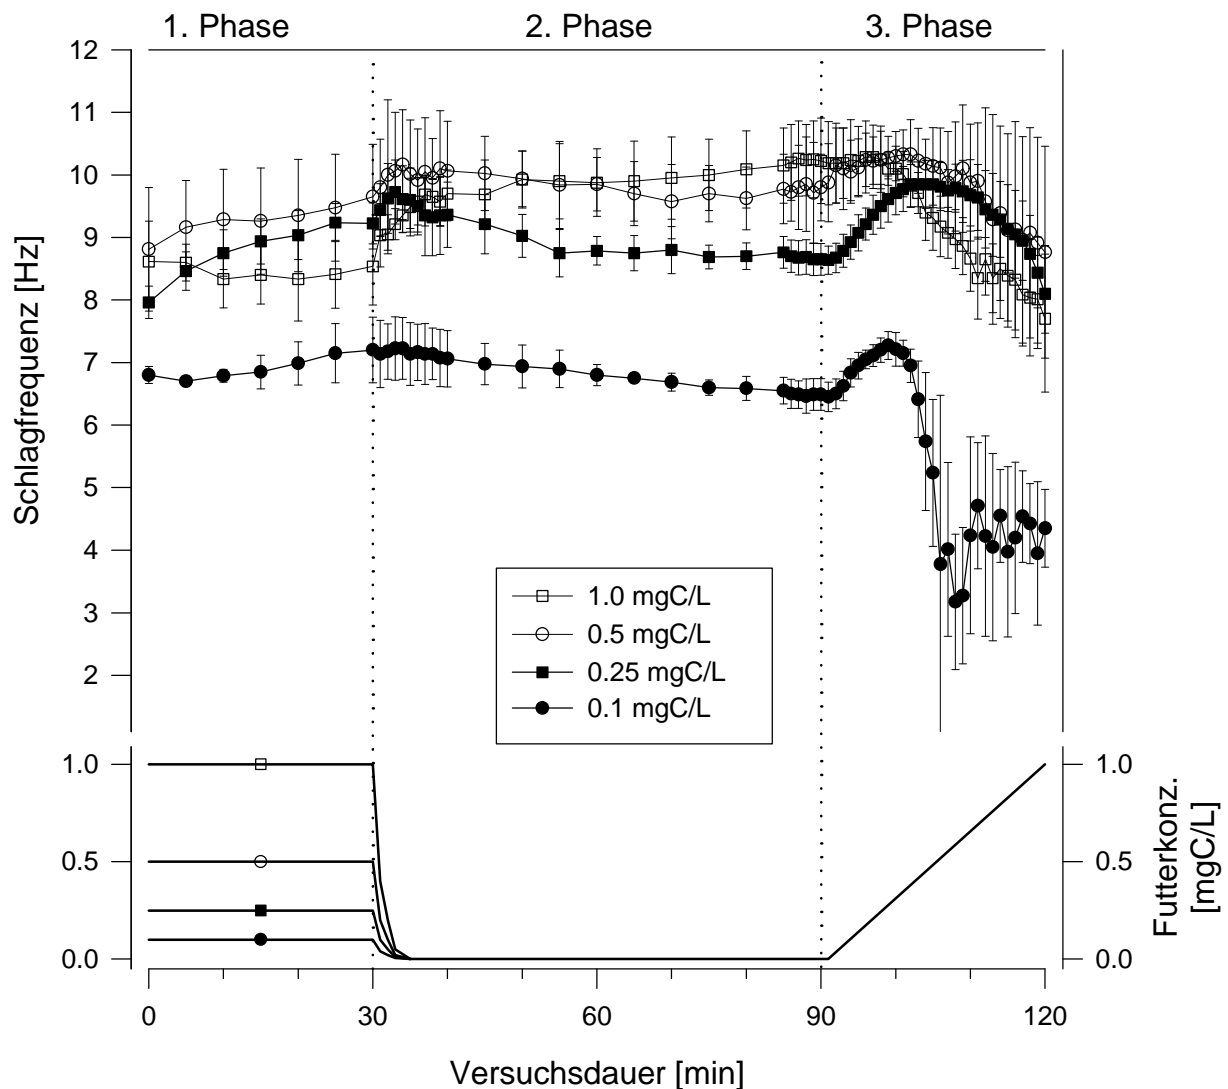 1. Phase 2. Phase 3. Phase
12
11
10
9
8
7
6
5
4
3
2
Schlagfrequenz [Hz]
1.0 mgC/L
0.5 mgC/L
0.25 mgC/L
0.1 mgC/L
1.0 1.0
0.5 0.5
0.0 0.0
Futterkonz.
[mgC/L]
0 30 60 90 120
Versuchsdauer [min]